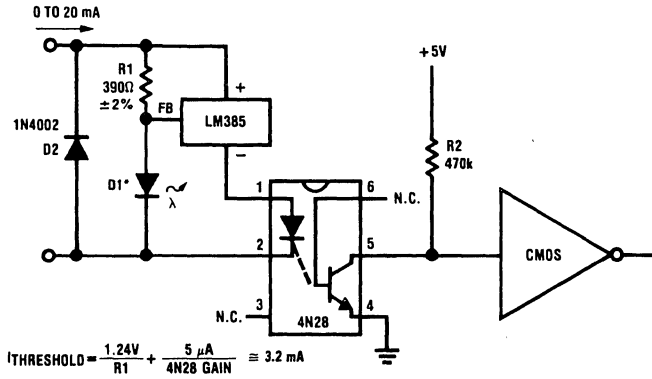 0 TO 20 mA
+5V
R1
390Ω
±2%
FB
+
LM385
−
1N4002
D2
R2
470k
D1*
λ
1
6
N.C.
2
5
CMOS
3
N.C.
4
4N28
ITHRESHOLD = 1.24V / R1 + 5 μA / 4N28 GAIN ≅ 3.2 mA